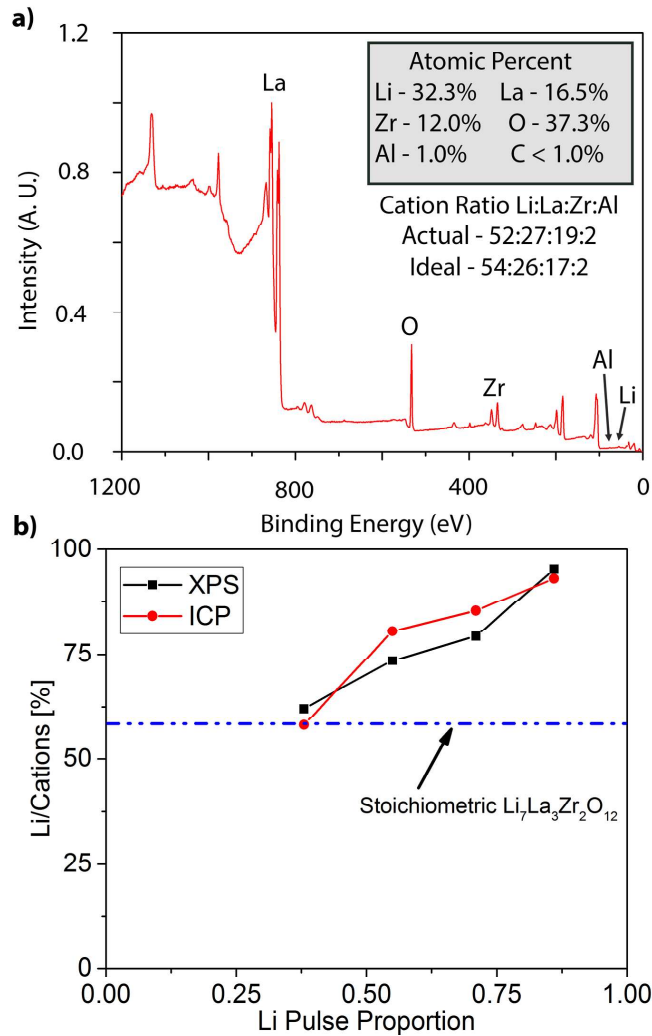 a)
1.2
0.8
0.4
0.0
Intensity (A. U.)
La
O
Zr
Al
Li
Atomic Percent
Li - 32.3% La - 16.5%
Zr - 12.0% O - 37.3%
Al - 1.0% C < 1.0%
Cation Ratio Li:La:Zr:Al
Actual - 52:27:19:2
Ideal - 54:26:17:2
1200 800 400 0
Binding Energy (eV)
b)
100
75
50
25
0
Li/Cations [%]
XPS
ICP
Stoichiometric Li₇La₃Zr₂O₁₂
0.00 0.25 0.50 0.75 1.00
Li Pulse Proportion